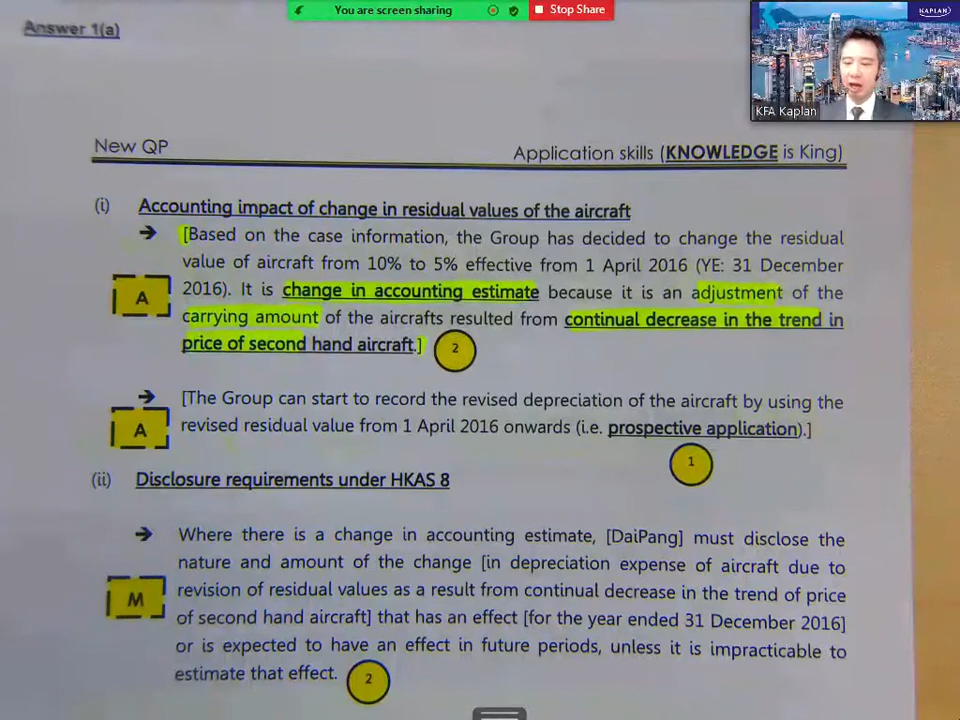 You are screen sharing
Stop Share
Answer 1(a)
KAPLAN
KFA Kaplan
New QP
Application skills (KNOWLEDGE is King)
(i) Accounting impact of change in residual values of the aircraft
→ [Based on the case information, the Group has decided to change the residual
value of aircraft from 10% to 5% effective from 1 April 2016 (YE: 31 December
A
2016). It is change in accounting estimate because it is an adjustment of the
carrying amount of the aircrafts resulted from continual decrease in the trend in
price of second hand aircraft.]
2
→ [The Group can start to record the revised depreciation of the aircraft by using the
A
revised residual value from 1 April 2016 onwards (i.e. prospective application).]
1
(ii) Disclosure requirements under HKAS 8
→ Where there is a change in accounting estimate, [DaiPang] must disclose the
nature and amount of the change [in depreciation expense of aircraft due to
M
revision of residual values as a result from continual decrease in the trend of price
of second hand aircraft] that has an effect [for the year ended 31 December 2016]
or is expected to have an effect in future periods, unless it is impracticable to
estimate that effect.
2